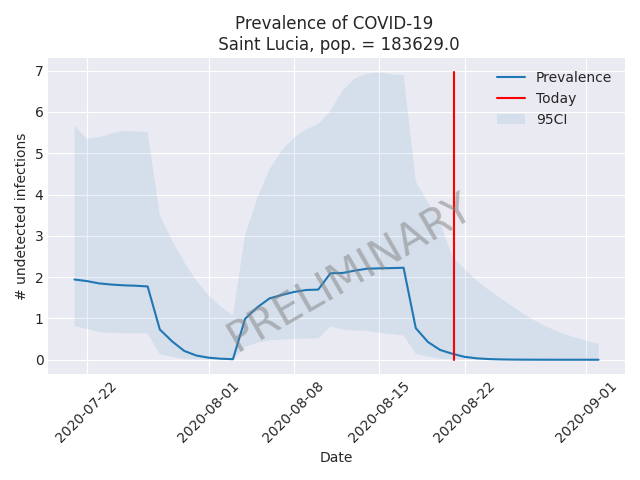 Prevalence of COVID-19
Saint Lucia, pop. = 183629.0
7
6
5
4
3
2
1
0
# undetected infections
Prevalence
Today
95CI
PRELIMINARY
2020-07-22
2020-08-01
2020-08-08
2020-08-15
2020-08-22
2020-09-01
Date